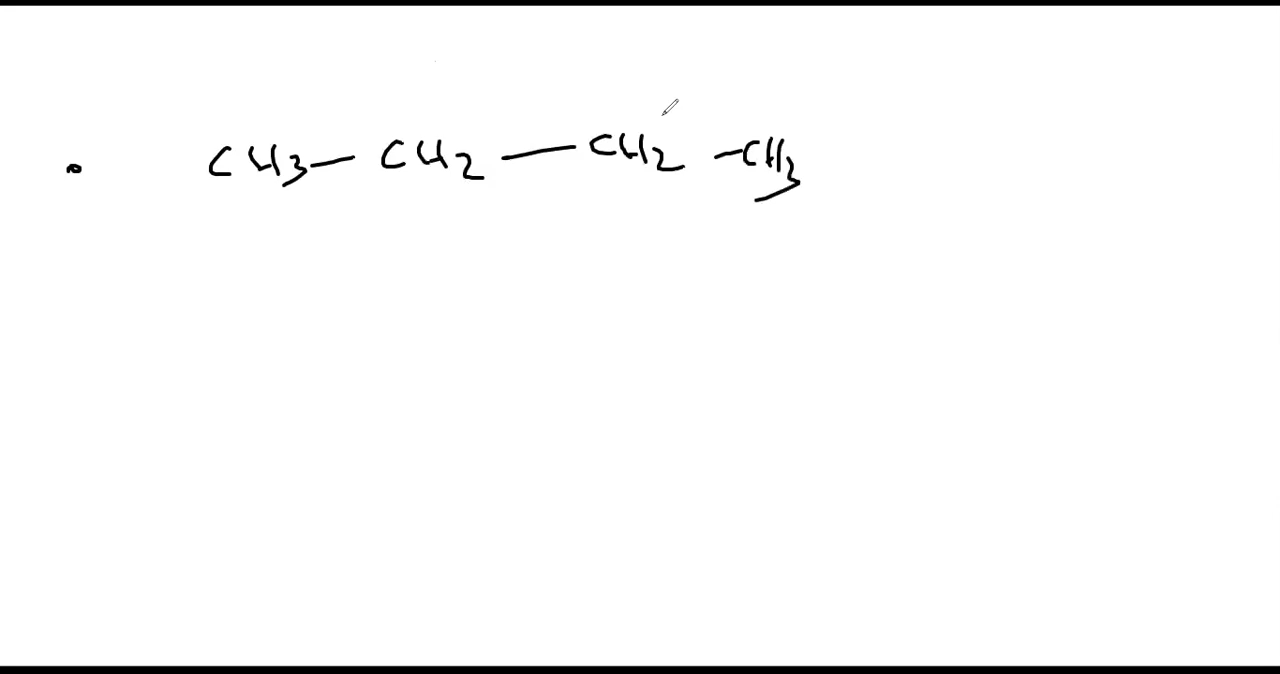 CH3 — CH2 — CH2 - CH3